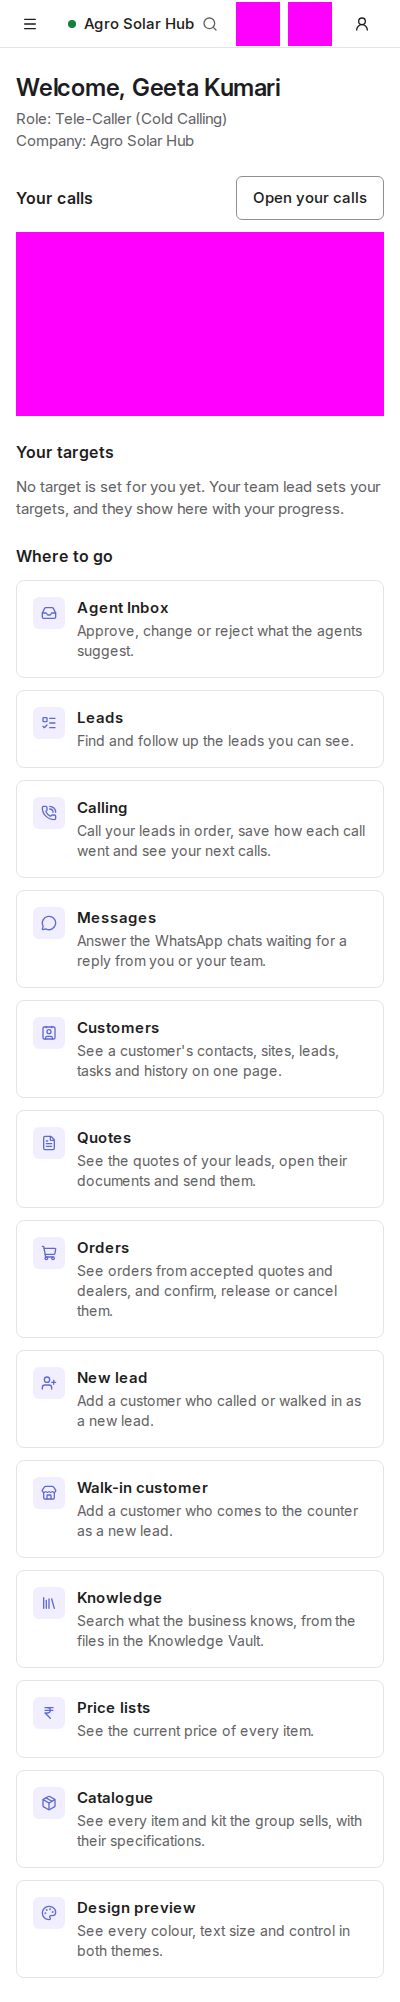 Agro Solar Hub
Welcome, Geeta Kumari
Role: Tele-Caller (Cold Calling)
Company: Agro Solar Hub
Your calls
Open your calls
Your targets
No target is set for you yet. Your team lead sets your
targets, and they show here with your progress.
Where to go
Agent Inbox
Approve, change or reject what the agents
suggest.
Leads
Find and follow up the leads you can see.
Calling
Call your leads in order, save how each call
went and see your next calls.
Messages
Answer the WhatsApp chats waiting for a
reply from you or your team.
Customers
See a customer's contacts, sites, leads,
tasks and history on one page.
Quotes
See the quotes of your leads, open their
documents and send them.
Orders
See orders from accepted quotes and
dealers, and confirm, release or cancel
them.
New lead
Add a customer who called or walked in as
a new lead.
Walk-in customer
Add a customer who comes to the counter
as a new lead.
Knowledge
Search what the business knows, from the
files in the Knowledge Vault.
Price lists
See the current price of every item.
Catalogue
See every item and kit the group sells, with
their specifications.
Design preview
See every colour, text size and control in
both themes.